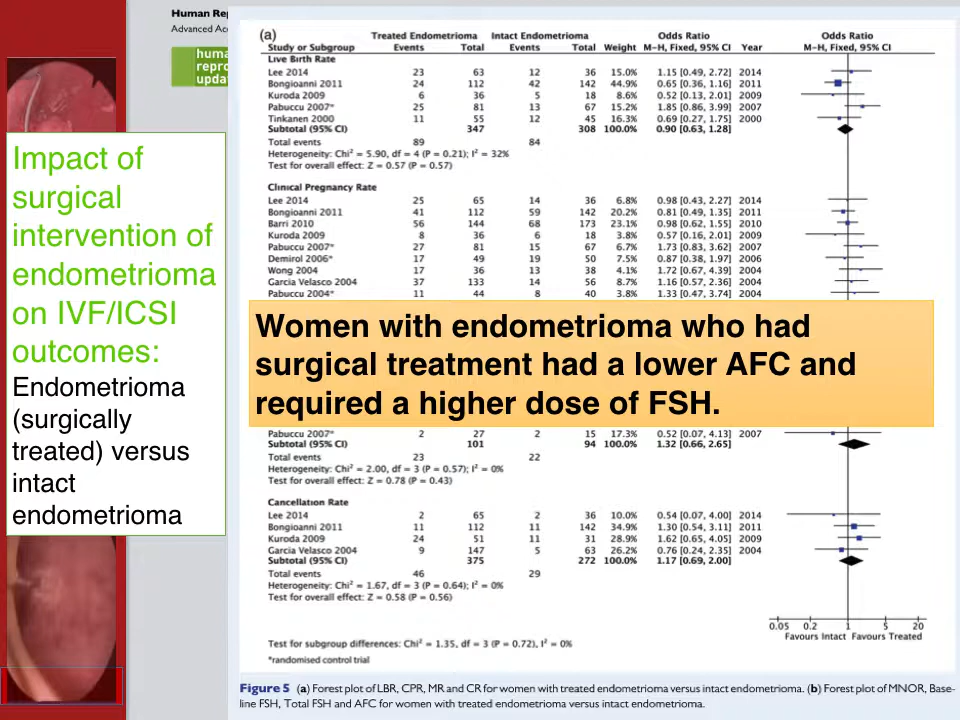 Human Rep
Advanced Acc
huma
repro
updat
Impact of
surgical
intervention of
endometrioma
on IVF/ICSI
outcomes:
Endometrioma
(surgically
treated) versus
intact
endometrioma
(a)
Treated Endometrioma Intact Endometrioma Odds Ratio Odds Ratio
Study or Subgroup Events Total Events Total Weight M-H, Fixed, 95% CI Year M-H, Fixed, 95% CI
Live Birth Rate
Lee 2014 23 63 12 36 15.0% 1.15 [0.49, 2.72] 2014
Bongioanni 2011 24 112 42 142 44.9% 0.65 [0.36, 1.16] 2011
Kuroda 2009 6 36 5 18 8.6% 0.52 [0.13, 2.01] 2009
Pabuccu 2007* 25 81 13 67 15.2% 1.85 [0.86, 3.99] 2007
Tinkanen 2000 11 55 12 45 16.3% 0.69 [0.27, 1.75] 2000
Subtotal (95% CI) 347 308 100.0% 0.90 [0.63, 1.28]
Total events 89 84
Heterogeneity: Chi² = 5.90, df = 4 (P = 0.21); I² = 32%
Test for overall effect: Z = 0.57 (P = 0.57)
Clinical Pregnancy Rate
Lee 2014 25 65 14 36 6.8% 0.98 [0.43, 2.27] 2014
Bongioanni 2011 41 112 59 142 20.2% 0.81 [0.49, 1.35] 2011
Barri 2010 56 144 68 173 23.1% 0.98 [0.62, 1.55] 2010
Kuroda 2009 8 36 6 18 3.8% 0.57 [0.16, 2.01] 2009
Pabuccu 2007* 27 81 15 67 6.7% 1.73 [0.83, 3.62] 2007
Demirol 2006* 17 49 19 50 7.5% 0.87 [0.38, 1.97] 2006
Wong 2004 17 36 13 38 4.1% 1.72 [0.67, 4.39] 2004
Garcia Velasco 2004 37 133 14 56 8.6% 1.16 [0.57, 2.36] 2004
Pabuccu 2004* 11 44 8 40 3.8% 1.33 [0.47, 3.74] 2004
Women with endometrioma who had
surgical treatment had a lower AFC and
required a higher dose of FSH.
Pabuccu 2007* 2 27 2 15 17.3% 0.52 [0.07, 4.13] 2007
Subtotal (95% CI) 101 94 100.0% 1.32 [0.66, 2.65]
Total events 23 22
Heterogeneity: Chi² = 2.00, df = 3 (P = 0.57); I² = 0%
Test for overall effect: Z = 0.78 (P = 0.43)
Cancellation Rate
Lee 2014 2 65 2 36 10.0% 0.54 [0.07, 4.00] 2014
Bongioanni 2011 11 112 11 142 34.9% 1.30 [0.54, 3.11] 2011
Kuroda 2009 24 51 11 31 28.9% 1.62 [0.65, 4.05] 2009
Garcia Velasco 2004 9 147 5 63 26.2% 0.76 [0.24, 2.35] 2004
Subtotal (95% CI) 375 272 100.0% 1.17 [0.69, 2.00]
Total events 46 29
Heterogeneity: Chi² = 1.67, df = 3 (P = 0.64); I² = 0%
Test for overall effect: Z = 0.58 (P = 0.56)
0.05 0.2 1 5 20
Favours Intact Favours Treated
Test for subgroup differences: Chi² = 1.35, df = 3 (P = 0.72), I² = 0%
*randomised control trial
Figure 5 (a) Forest plot of LBR, CPR, MR and CR for women with treated endometrioma versus intact endometrioma. (b) Forest plot of MNOR, Base-
line FSH, Total FSH and AFC for women with treated endometrioma versus intact endometrioma.